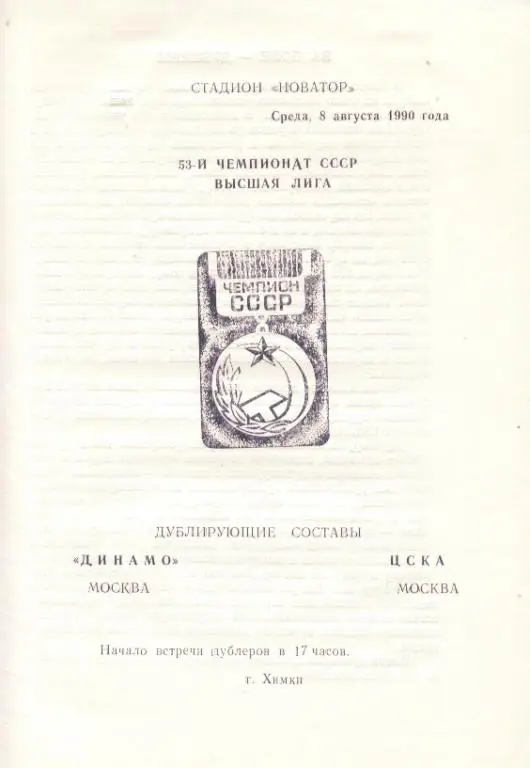 СТАДИОН «НОВАТОР»
Среда, 8 августа 1990 года
53-Й ЧЕМПИОНАТ СССР
ВЫСШАЯ ЛИГА
ЧЕМПИОН
СССР
ДУБЛИРУЮЩИЕ СОСТАВЫ
«ДИНАМО» ЦСКА
МОСКВА МОСКВА
Начало встречи дублеров в 17 часов.
г. Химки